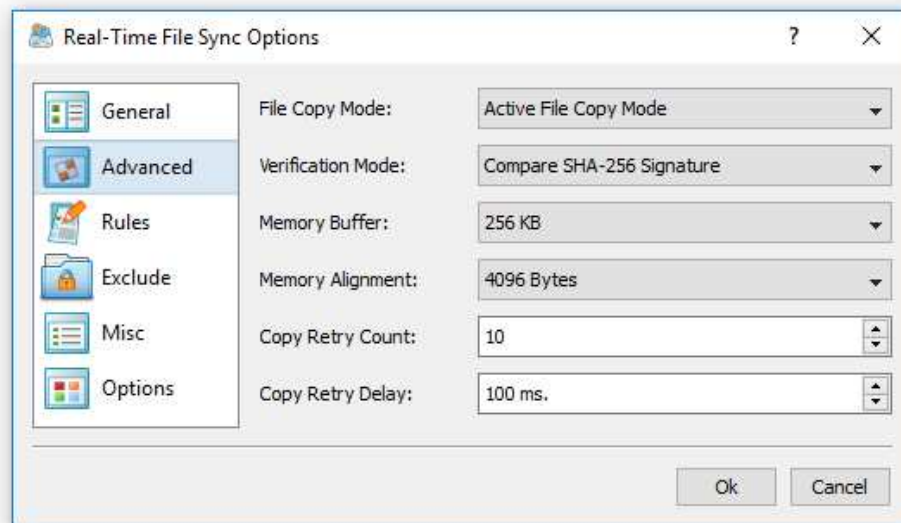 Real-Time File Sync Options
?
General
Advanced
Rules
Exclude
Misc
Options
File Copy Mode: Active File Copy Mode
Verification Mode: Compare SHA-256 Signature
Memory Buffer: 256 KB
Memory Alignment: 4096 Bytes
Copy Retry Count: 10
Copy Retry Delay: 100 ms.
Ok
Cancel